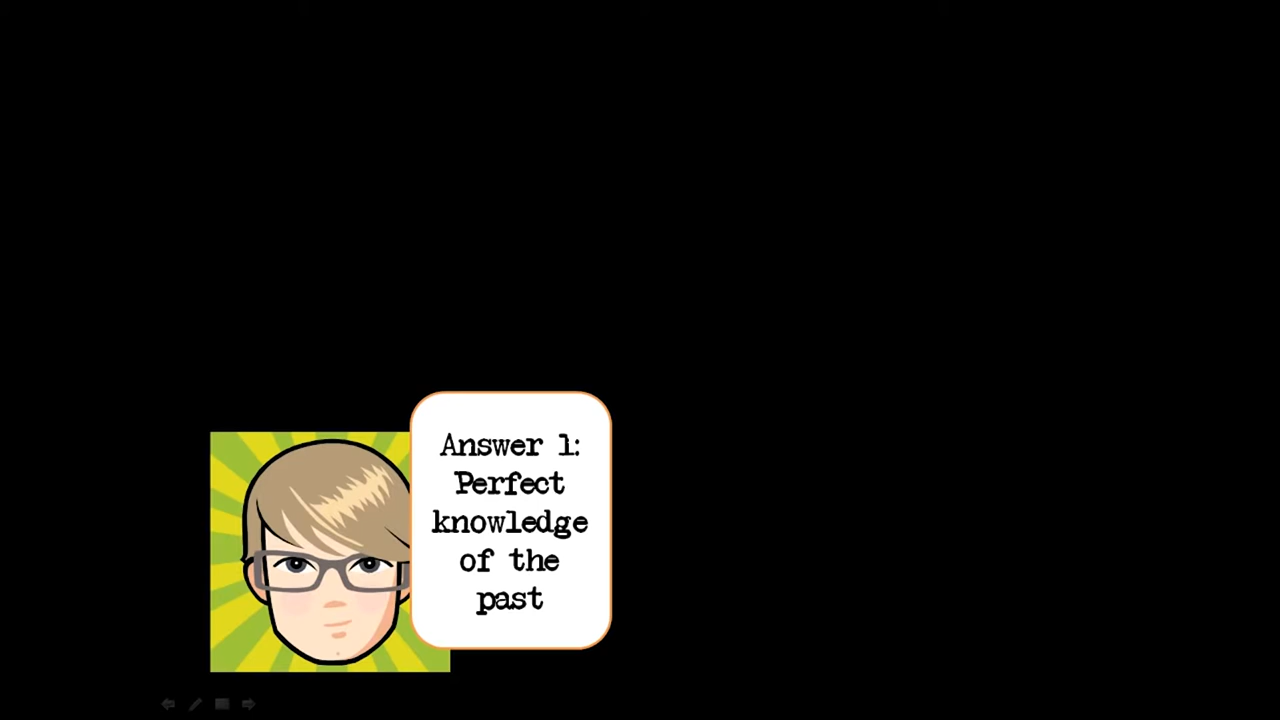 Answer 1:
Perfect
knowledge
of the
past